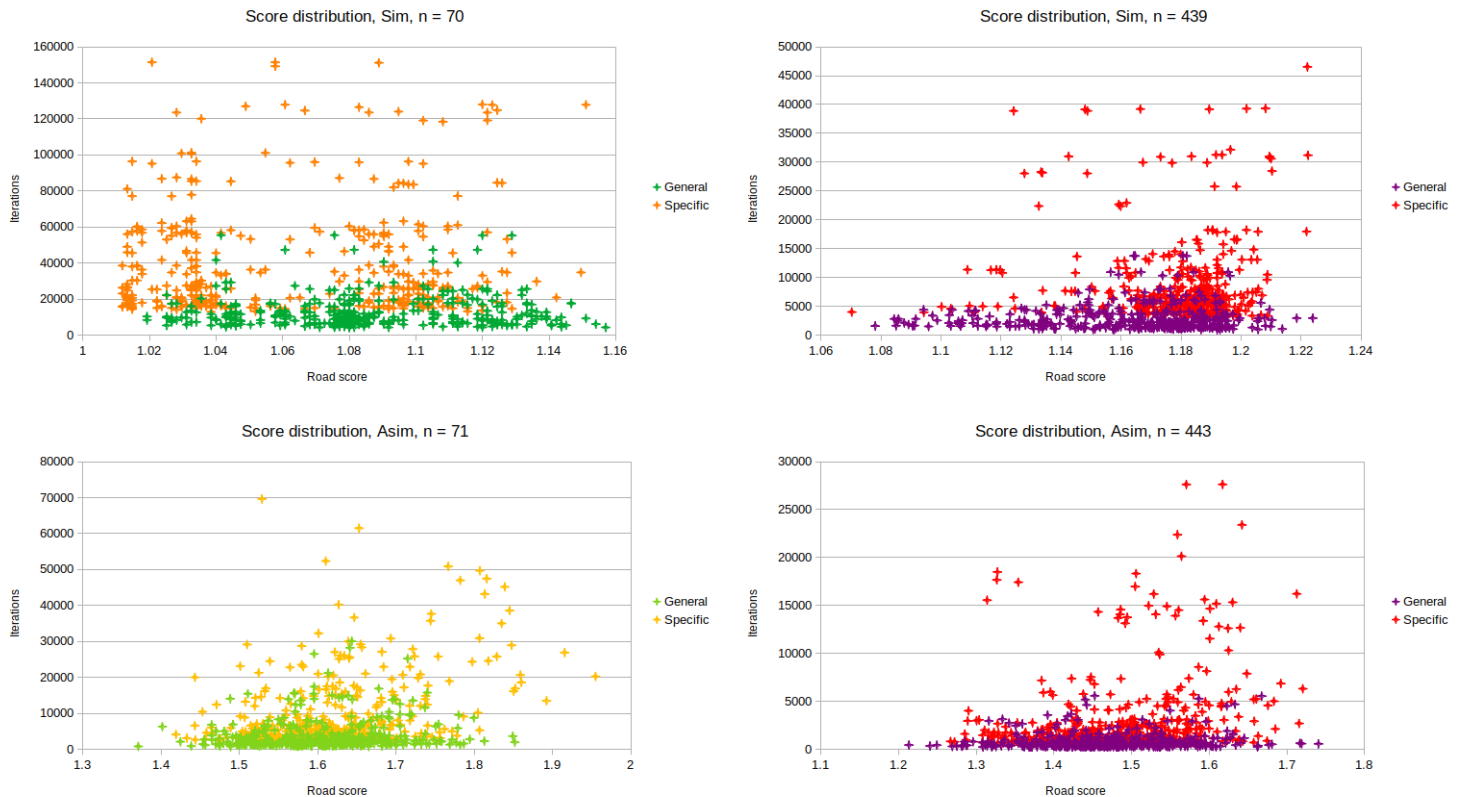 Score distribution, Sim, n = 70
160000
140000
120000
100000
80000
60000
40000
20000
0
Iterations
1 1.02 1.04 1.06 1.08 1.1 1.12 1.14 1.16
Road score
General
Specific
Score distribution, Sim, n = 439
50000
45000
40000
35000
30000
25000
20000
15000
10000
5000
0
Iterations
1.06 1.08 1.1 1.12 1.14 1.16 1.18 1.2 1.22 1.24
Road score
General
Specific
Score distribution, Asim, n = 71
80000
70000
60000
50000
40000
30000
20000
10000
0
Iterations
1.3 1.4 1.5 1.6 1.7 1.8 1.9 2
Road score
General
Specific
Score distribution, Asim, n = 443
30000
25000
20000
15000
10000
5000
0
Iterations
1.1 1.2 1.3 1.4 1.5 1.6 1.7 1.8
Road score
General
Specific